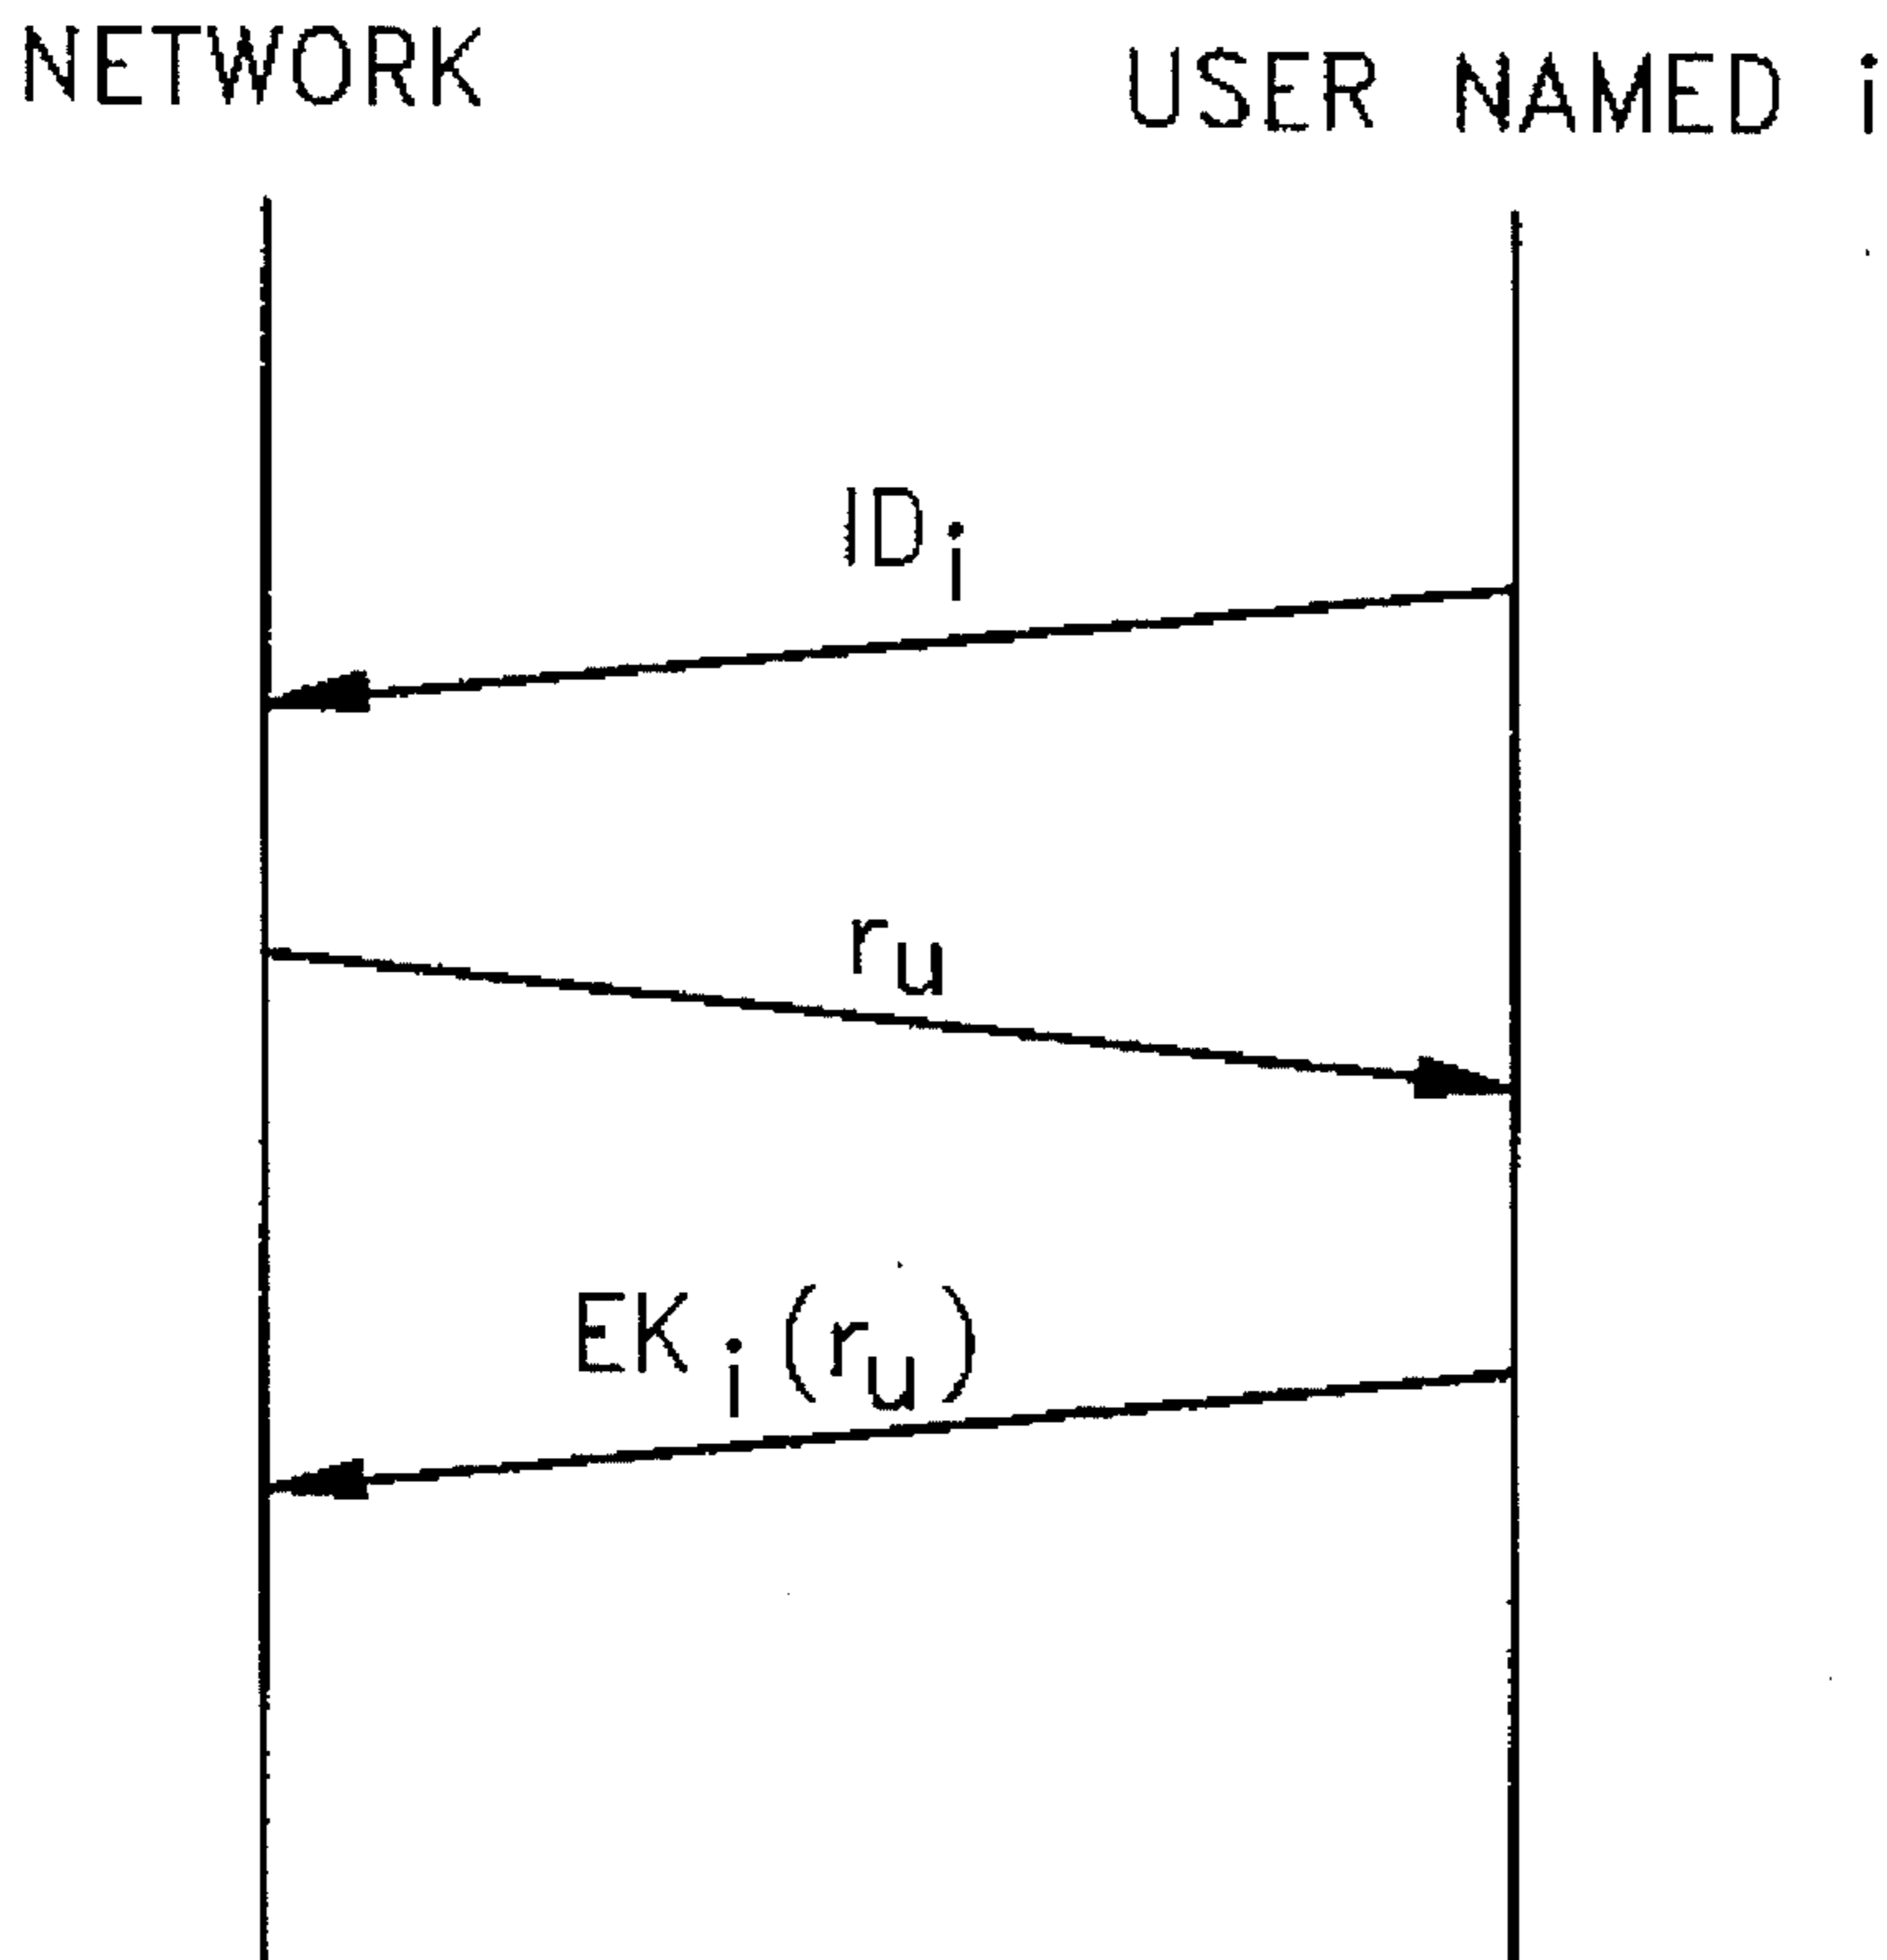 NETWORK
USER NAMED i
IDi
ru
EKi (ru)